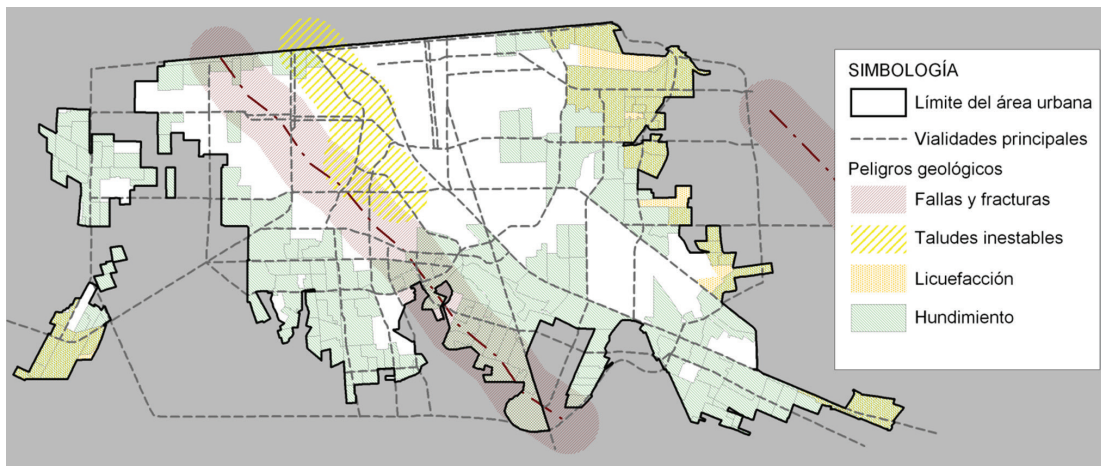 SIMBOLOGÍA
Límite del área urbana
Vialidades principales
Peligros geológicos
Fallas y fracturas
Taludes inestables
Licuefacción
Hundimiento